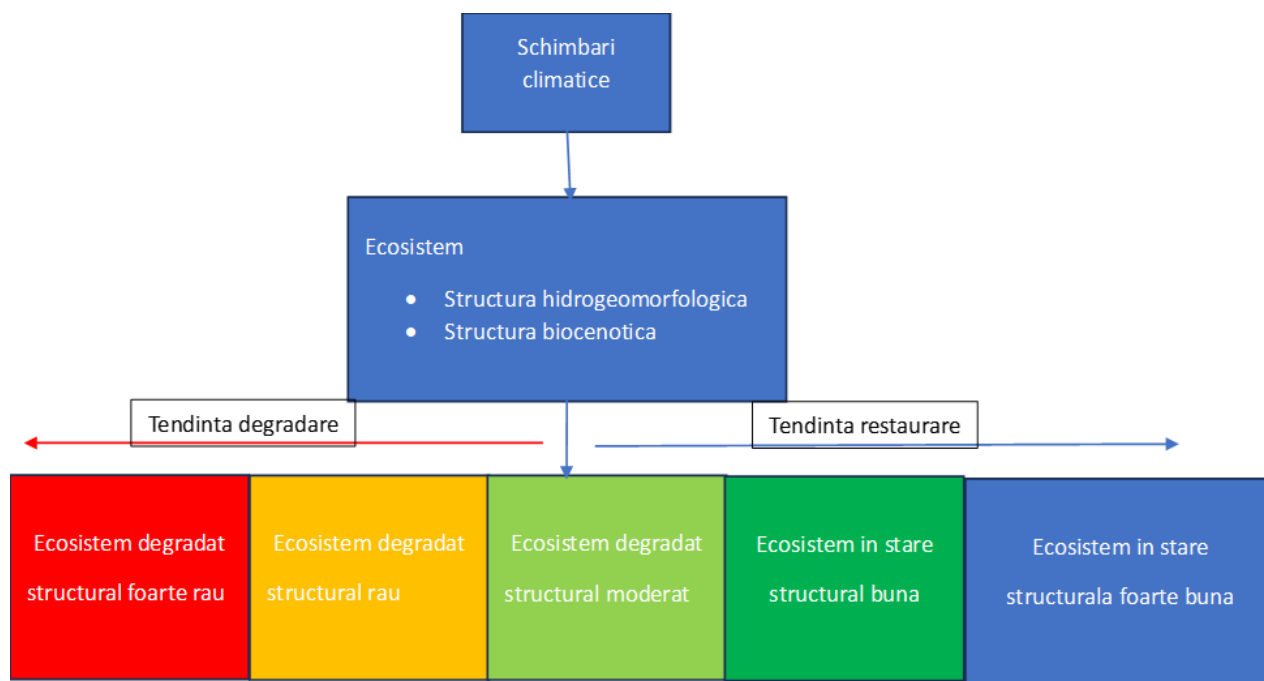 Schimbari
climatice
Ecosistem
• Structura hidrogeomorfologica
• Structura biocenotica
Tendinta degradare
Tendinta restaurare
Ecosistem degradat
structural foarte rau
Ecosistem degradat
structural rau
Ecosistem degradat
structural moderat
Ecosistem in stare
structural buna
Ecosistem in stare
structurala foarte buna